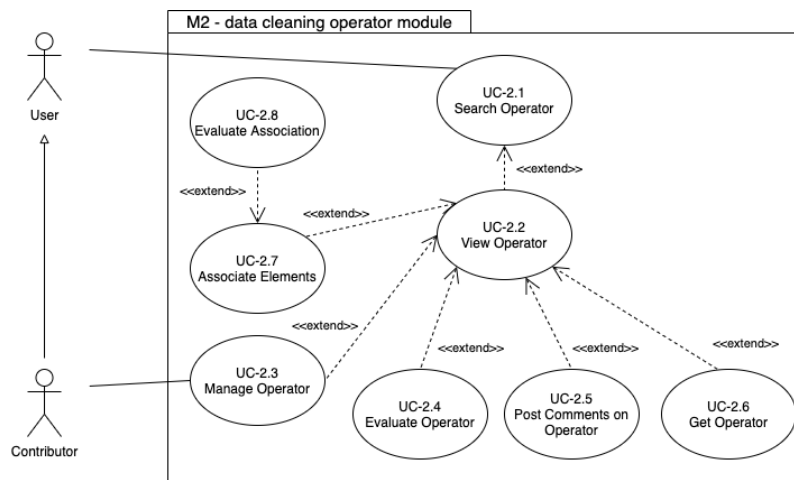 M2 - data cleaning operator module
User
UC-2.1
Search Operator
UC-2.8
Evaluate Association
<<extend>>
<<extend>>
<<extend>>
UC-2.2
View Operator
UC-2.7
Associate Elements
<<extend>>
<<extend>>
<<extend>>
<<extend>>
UC-2.3
Manage Operator
UC-2.4
Evaluate Operator
UC-2.5
Post Comments on
Operator
UC-2.6
Get Operator
Contributor